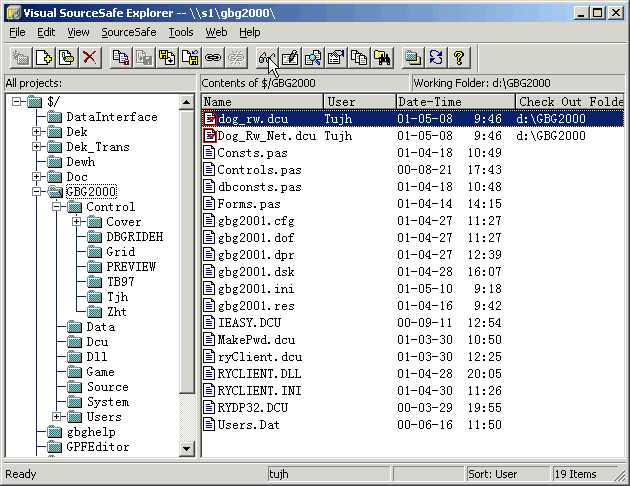 Visual SourceSafe Explorer -- \\s1\gbg2000\
File Edit View SourceSafe Tools Web Help
All projects:
Contents of $/GBG2000
Working Folder: d:\GBG2000
$/
DataInterface
Dek
Dek_Trans
Dewh
Doc
GBG2000
Control
Cover
DBGRIDEH
Grid
PREVIEW
TB97
Tjh
Zht
Data
Dcu
Dll
Game
Source
System
Users
gbghelp
GPFEditor
Name User Date-Time Check Out Folde
dog_rw.dcu Tujh 01-05-08 9:46 d:\GBG2000
Dog_Rw_Net.dcu Tujh 01-05-08 9:46 d:\GBG2000
Consts.pas 01-04-18 10:49
Controls.pas 00-08-21 17:43
dbconsts.pas 01-04-18 10:48
Forms.pas 01-04-14 14:15
gbg2001.cfg 01-04-27 11:27
gbg2001.dof 01-04-27 11:27
gbg2001.dpr 01-04-27 12:39
gbg2001.dsk 01-04-28 16:07
gbg2001.ini 01-05-10 9:18
gbg2001.res 01-04-16 9:42
IEASY.DCU 00-09-11 12:54
MakePwd.dcu 01-03-30 10:50
ryClient.dcu 01-03-30 12:25
RYCLIENT.DLL 01-04-28 20:05
RYCLIENT.INI 01-04-30 11:26
RYDP32.DCU 00-03-29 19:55
Users.Dat 00-06-16 11:50
Ready tujh Sort: User 19 Items